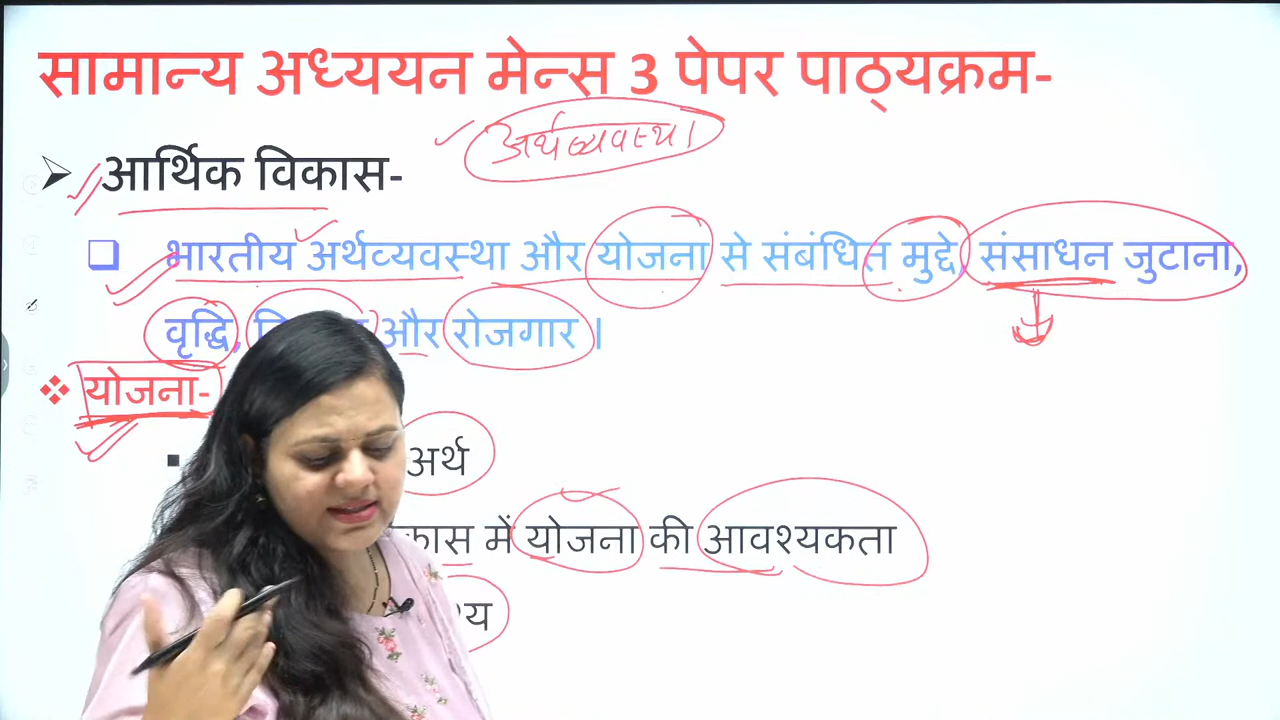 सामान्य अध्ययन मेन्स 3 पेपर पाठ्यक्रम-
अर्थव्यवस्था।
आर्थिक विकास-
भारतीय अर्थव्यवस्था और योजना से संबंधित मुद्दे, संसाधन जुटाना,
वृद्धि, और रोजगार ।
योजना-
अर्थ
में योजना की आवश्यकता